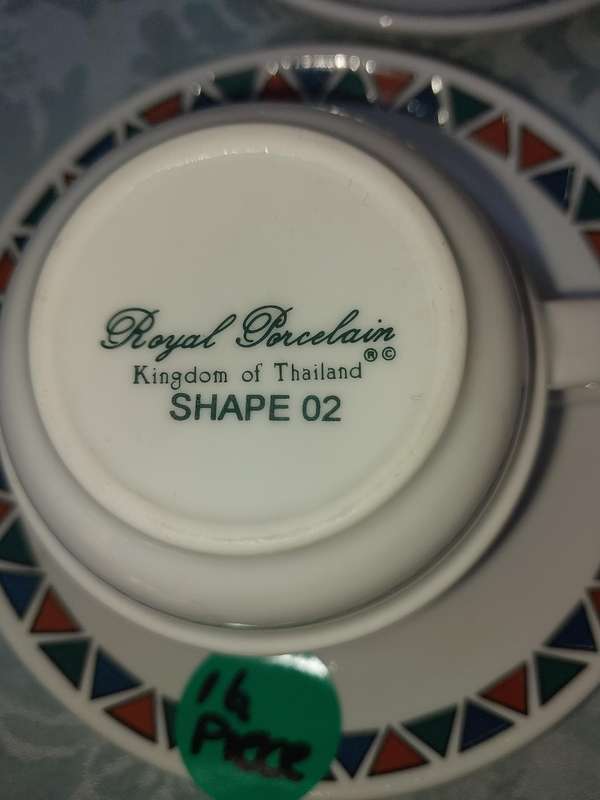 Royal Porcelain
®©
Kingdom of Thailand
SHAPE 02
16
PIECE